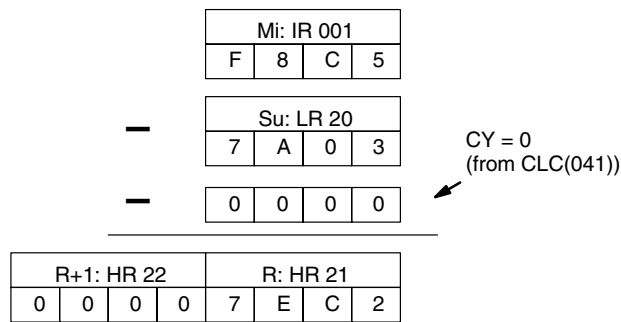 Mi: IR 001
F 8 C 5
– Su: LR 20
7 A 0 3
CY = 0
(from CLC(041))
– 0 0 0 0
R+1: HR 22 R: HR 21
0 0 0 0 7 E C 2